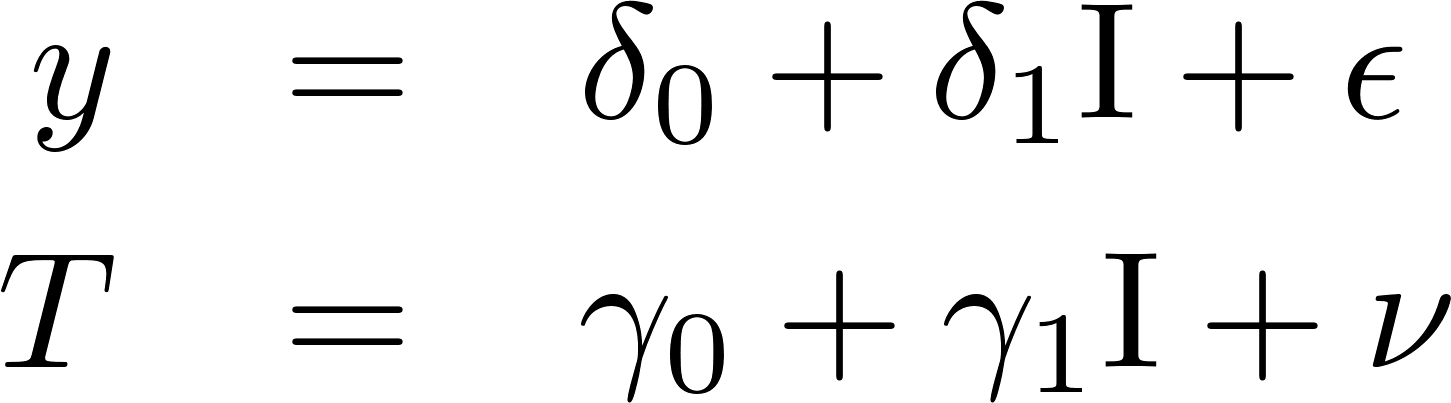 y = δ₀ + δ₁I + ϵ
T = γ₀ + γ₁I + ν